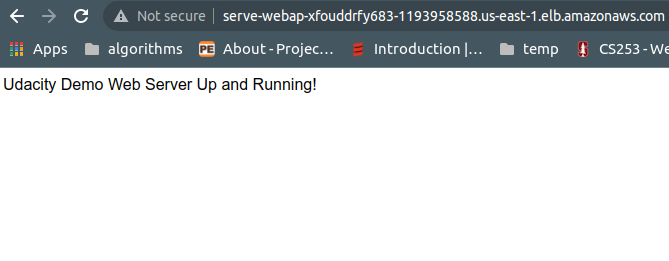 Not secure serve-webap-xfouddrfy683-1193958588.us-east-1.elb.amazonaws.com
Apps algorithms PE About - Projec... Introduction |... temp CS253 - We
Udacity Demo Web Server Up and Running!